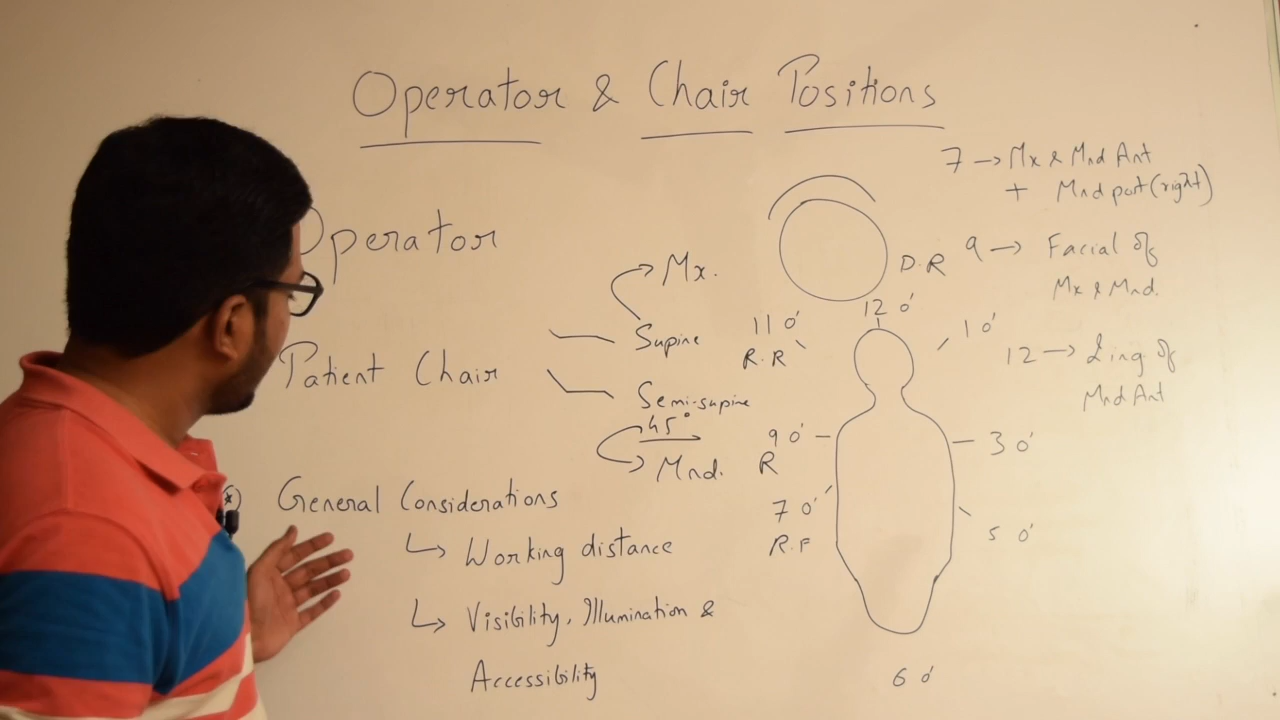 Operator & Chair Positions
7 → Mx & Mnd Ant
+ Mnd post (right)
Operator
Mx.
D.R
9 → Facial of
Mx & Mnd.
12 o'
11 o'
1 o'
R.R
Supine
12 → Ling. of
Mnd Ant
Patient Chair
Semi-supine
45°
9 o'
3 o'
R
Mnd.
General Considerations
7 o'
5 o'
R.F
↳ Working distance
↳ Visibility, Illumination &
Accessibility
6 o'